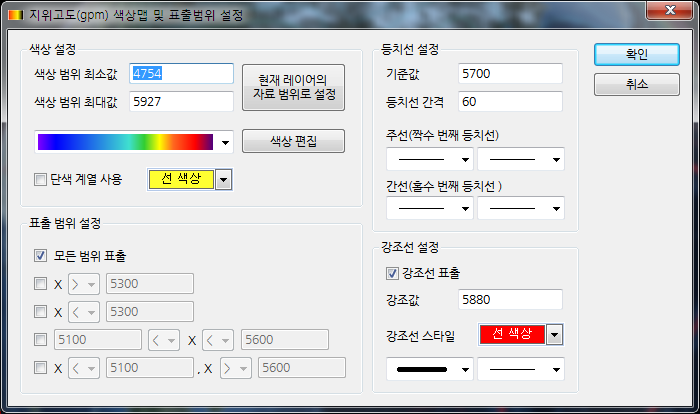 지위고도(gpm) 색상맵 및 표출범위 설정
색상 설정
색상 범위 최소값 4754
색상 범위 최대값 5927
현재 레이어의
자료 범위로 설정
색상 편집
단색 계열 사용 선 색상
표출 범위 설정
모든 범위 표출
X > 5300
X < 5300
5100 < X < 5600
X < 5100 , X > 5600
등치선 설정
기준값 5700
등치선 간격 60
주선(짝수 번째 등치선)
간선(홀수 번째 등치선 )
강조선 설정
강조선 표출
강조값 5880
강조선 스타일 선 색상
확인
취소